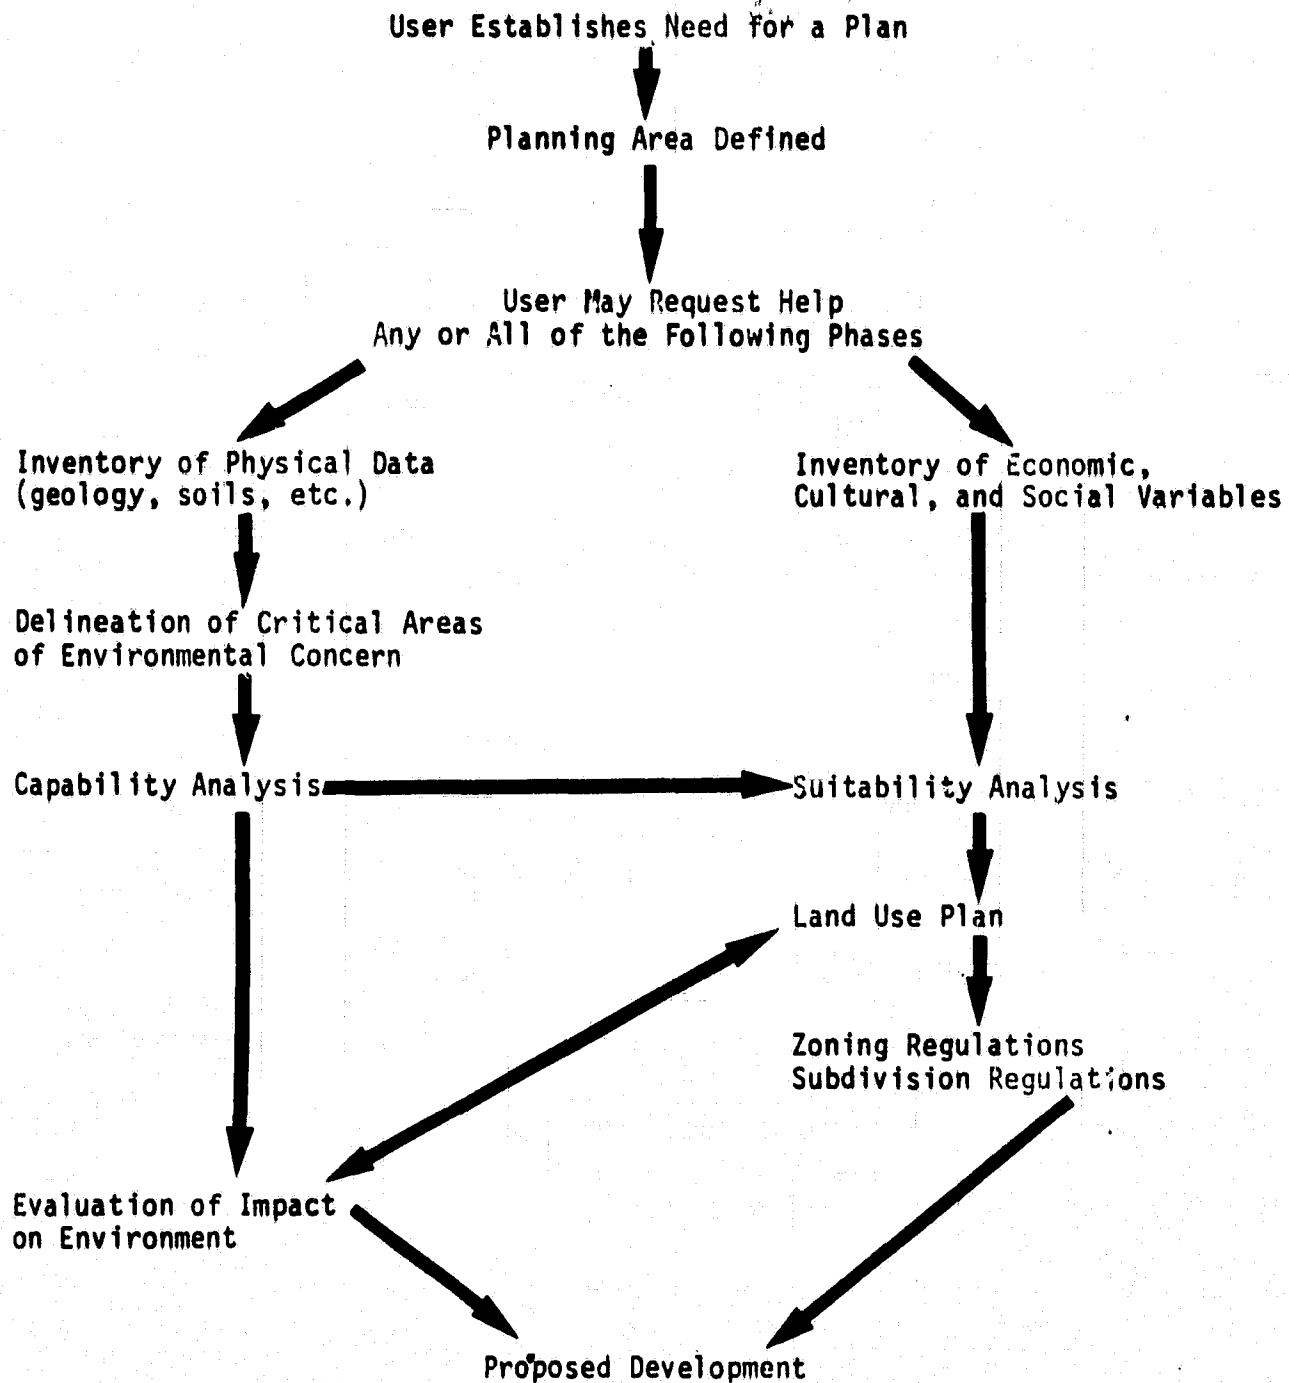 User Establishes Need for a Plan
Planning Area Defined
User May Request Help
Any or All of the Following Phases
Inventory of Physical Data
(geology, soils, etc.)
Inventory of Economic,
Cultural, and Social Variables
Delineation of Critical Areas
of Environmental Concern
Capability Analysis
Suitability Analysis
Land Use Plan
Zoning Regulations
Subdivision Regulations
Evaluation of Impact
on Environment
Proposed Development